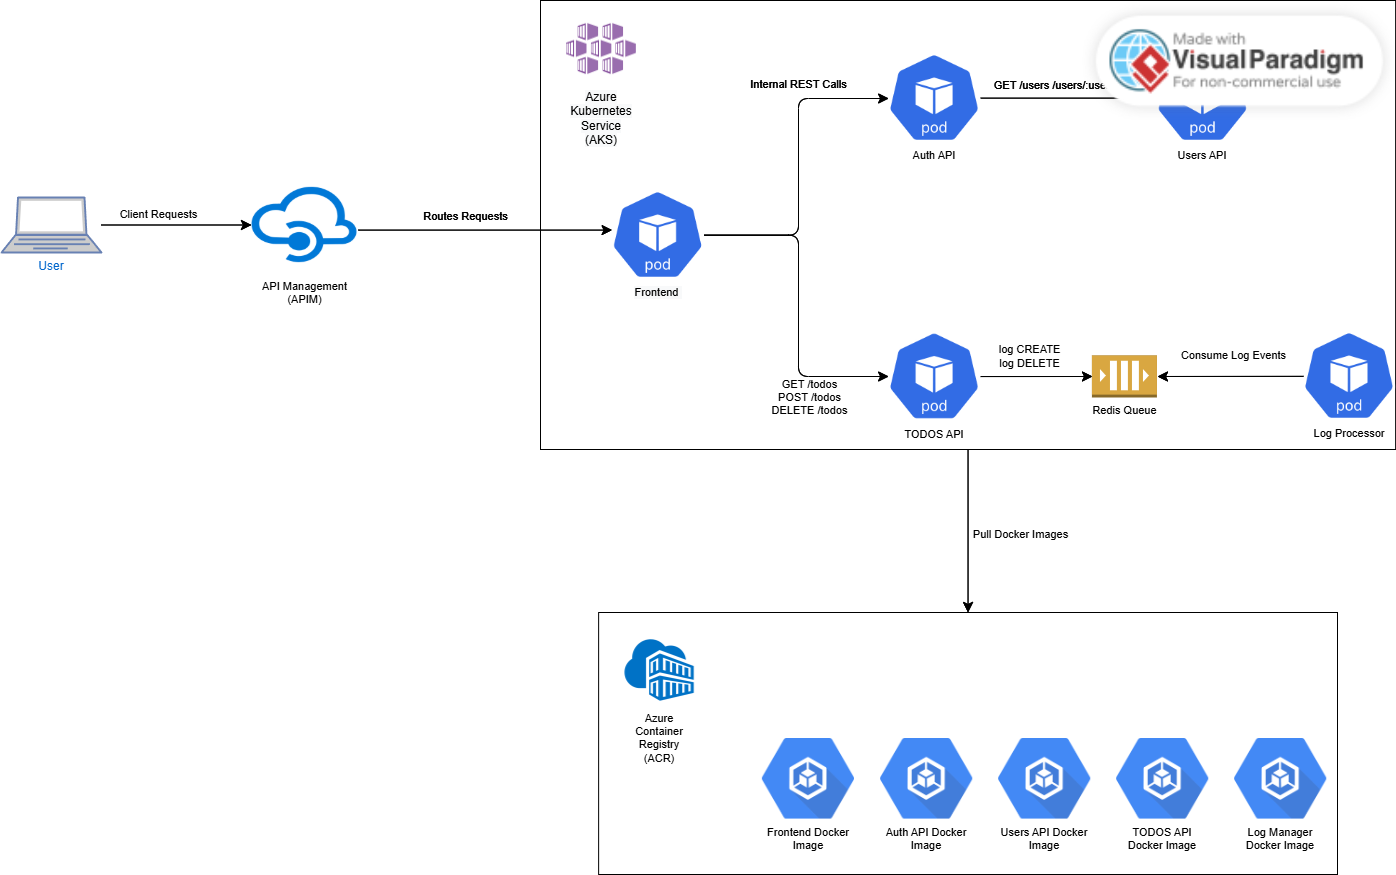 Azure
Kubernetes
Service
(AKS)
Internal REST Calls
pod
Auth API
GET /users /users/:use
Made with
Visual Paradigm
For non-commercial use
pod
Users API
Client Requests
User
API Management
(APIM)
Routes Requests
pod
Frontend
GET /todos
POST /todos
DELETE /todos
pod
TODOS API
log CREATE
log DELETE
Redis Queue
Consume Log Events
pod
Log Processor
Pull Docker Images
Azure
Container
Registry
(ACR)
Frontend Docker
Image
Auth API Docker
Image
Users API Docker
Image
TODOS API
Docker Image
Log Manager
Docker Image